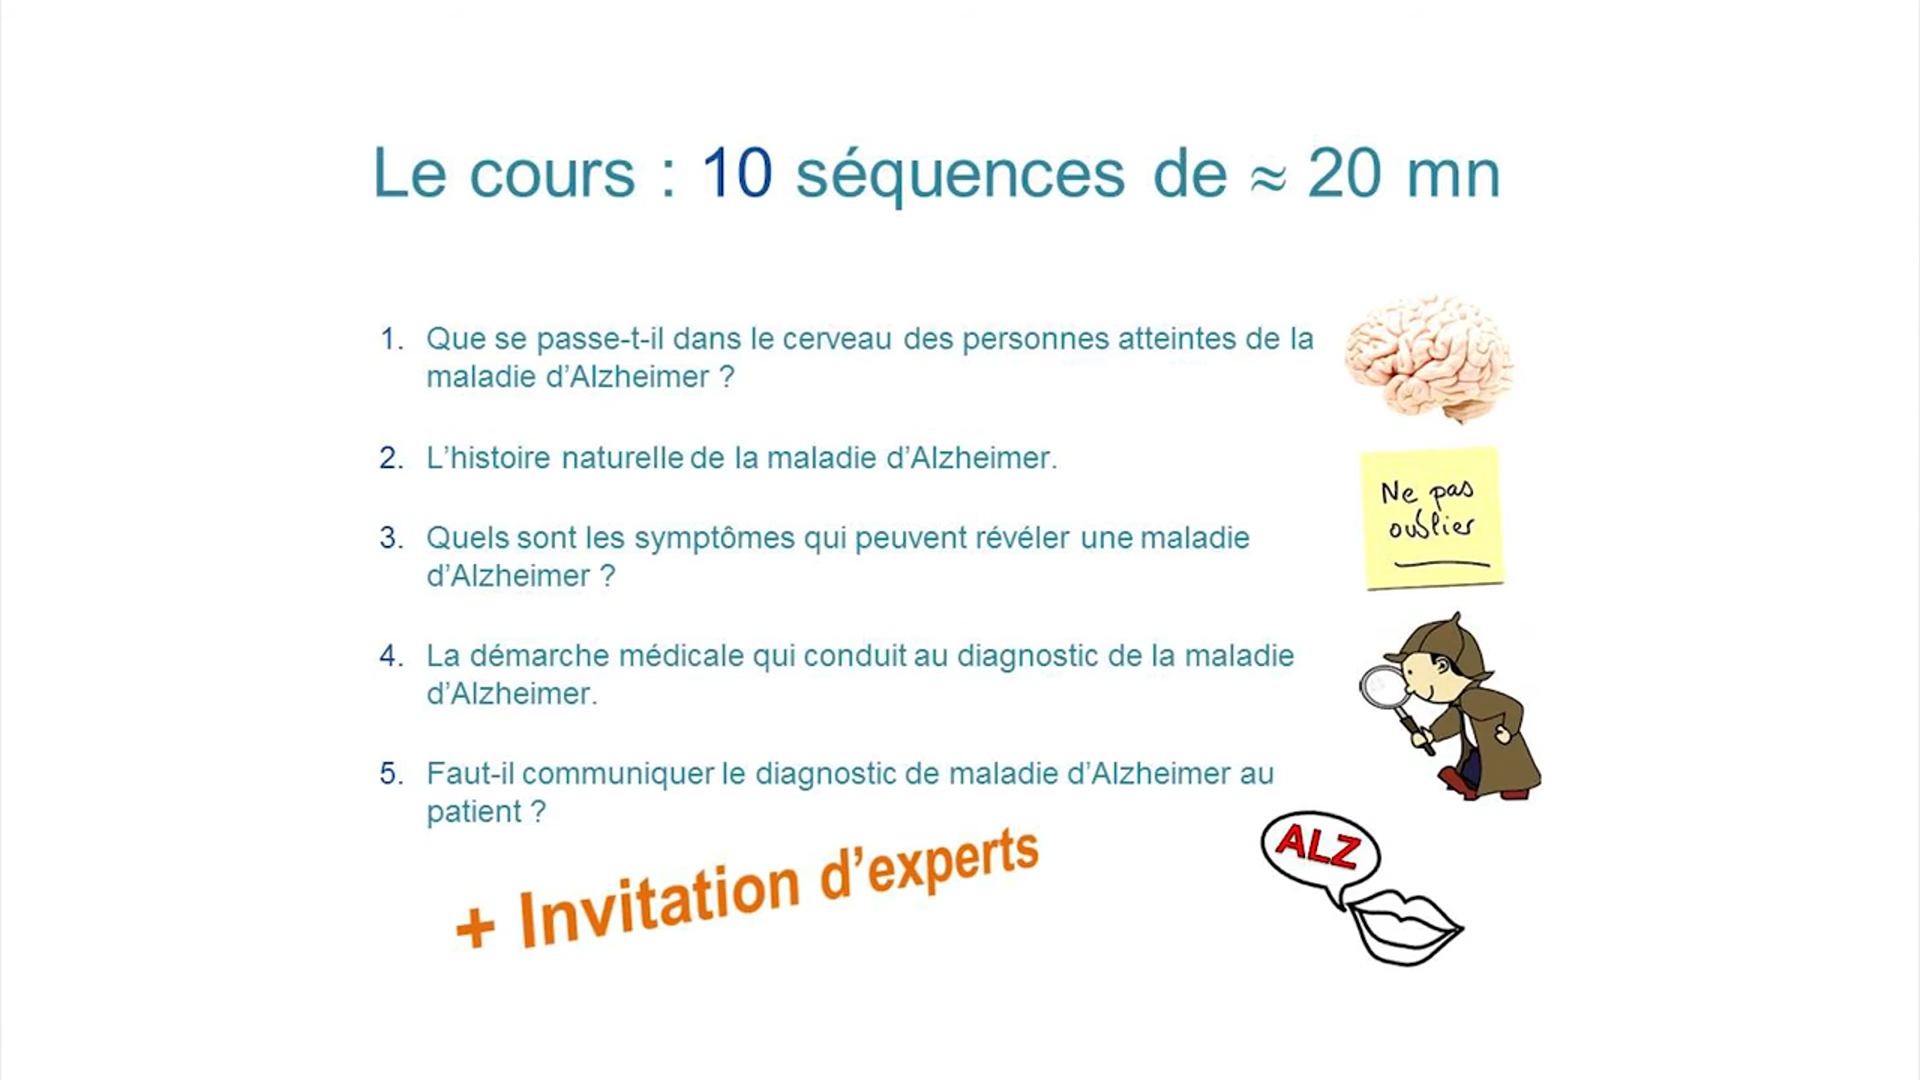 Le cours : 10 séquences de ≈ 20 mn
1. Que se passe-t-il dans le cerveau des personnes atteintes de la
maladie d’Alzheimer ?
2. L’histoire naturelle de la maladie d’Alzheimer.
Ne pas
oublier
3. Quels sont les symptômes qui peuvent révéler une maladie
d’Alzheimer ?
4. La démarche médicale qui conduit au diagnostic de la maladie
d’Alzheimer.
5. Faut-il communiquer le diagnostic de maladie d’Alzheimer au
patient ?
+ Invitation d’experts
ALZ